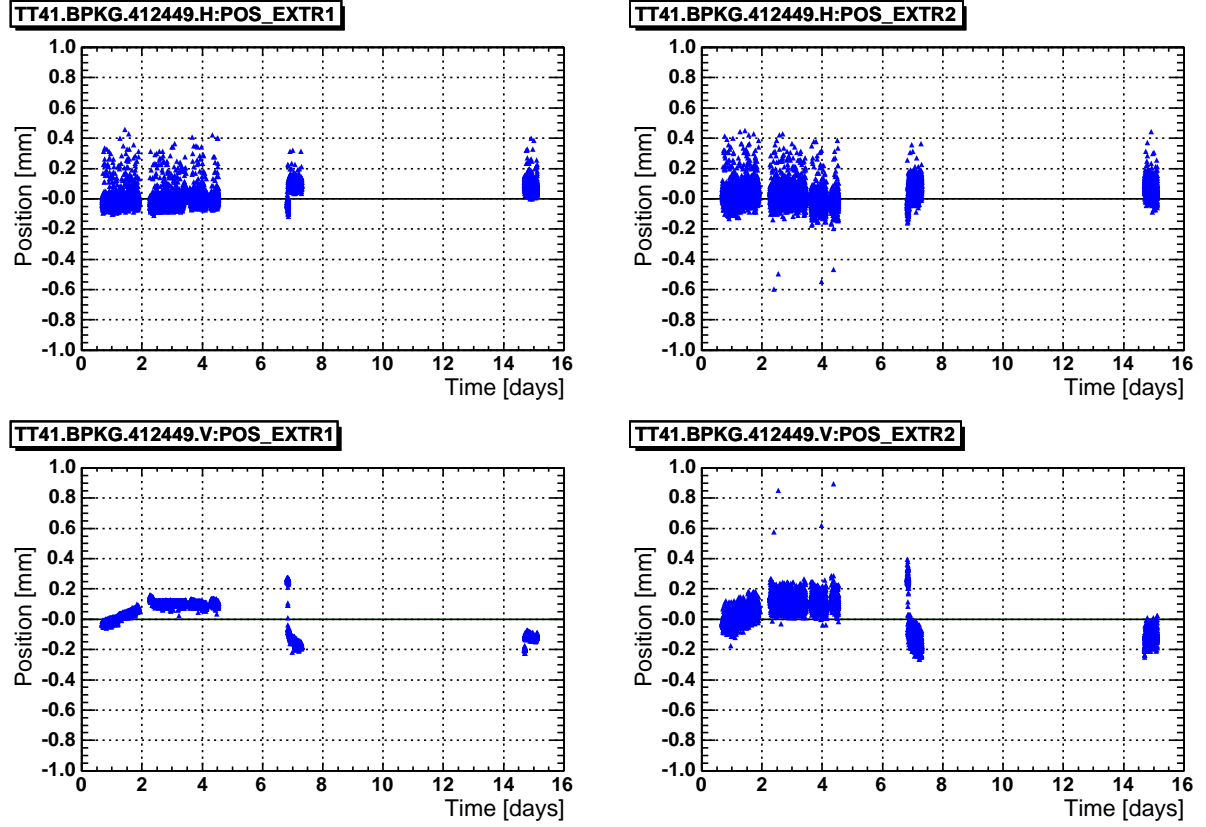 TT41.BPKG.412449.H:POS_EXTR1
Position [mm]
1.0
0.8
0.6
0.4
0.2
-0.0
-0.2
-0.4
-0.6
-0.8
-1.0
0 2 4 6 8 10 12 14 16
Time [days]
TT41.BPKG.412449.H:POS_EXTR2
Position [mm]
1.0
0.8
0.6
0.4
0.2
-0.0
-0.2
-0.4
-0.6
-0.8
-1.0
0 2 4 6 8 10 12 14 16
Time [days]
TT41.BPKG.412449.V:POS_EXTR1
Position [mm]
1.0
0.8
0.6
0.4
0.2
-0.0
-0.2
-0.4
-0.6
-0.8
-1.0
0 2 4 6 8 10 12 14 16
Time [days]
TT41.BPKG.412449.V:POS_EXTR2
Position [mm]
1.0
0.8
0.6
0.4
0.2
-0.0
-0.2
-0.4
-0.6
-0.8
-1.0
0 2 4 6 8 10 12 14 16
Time [days]